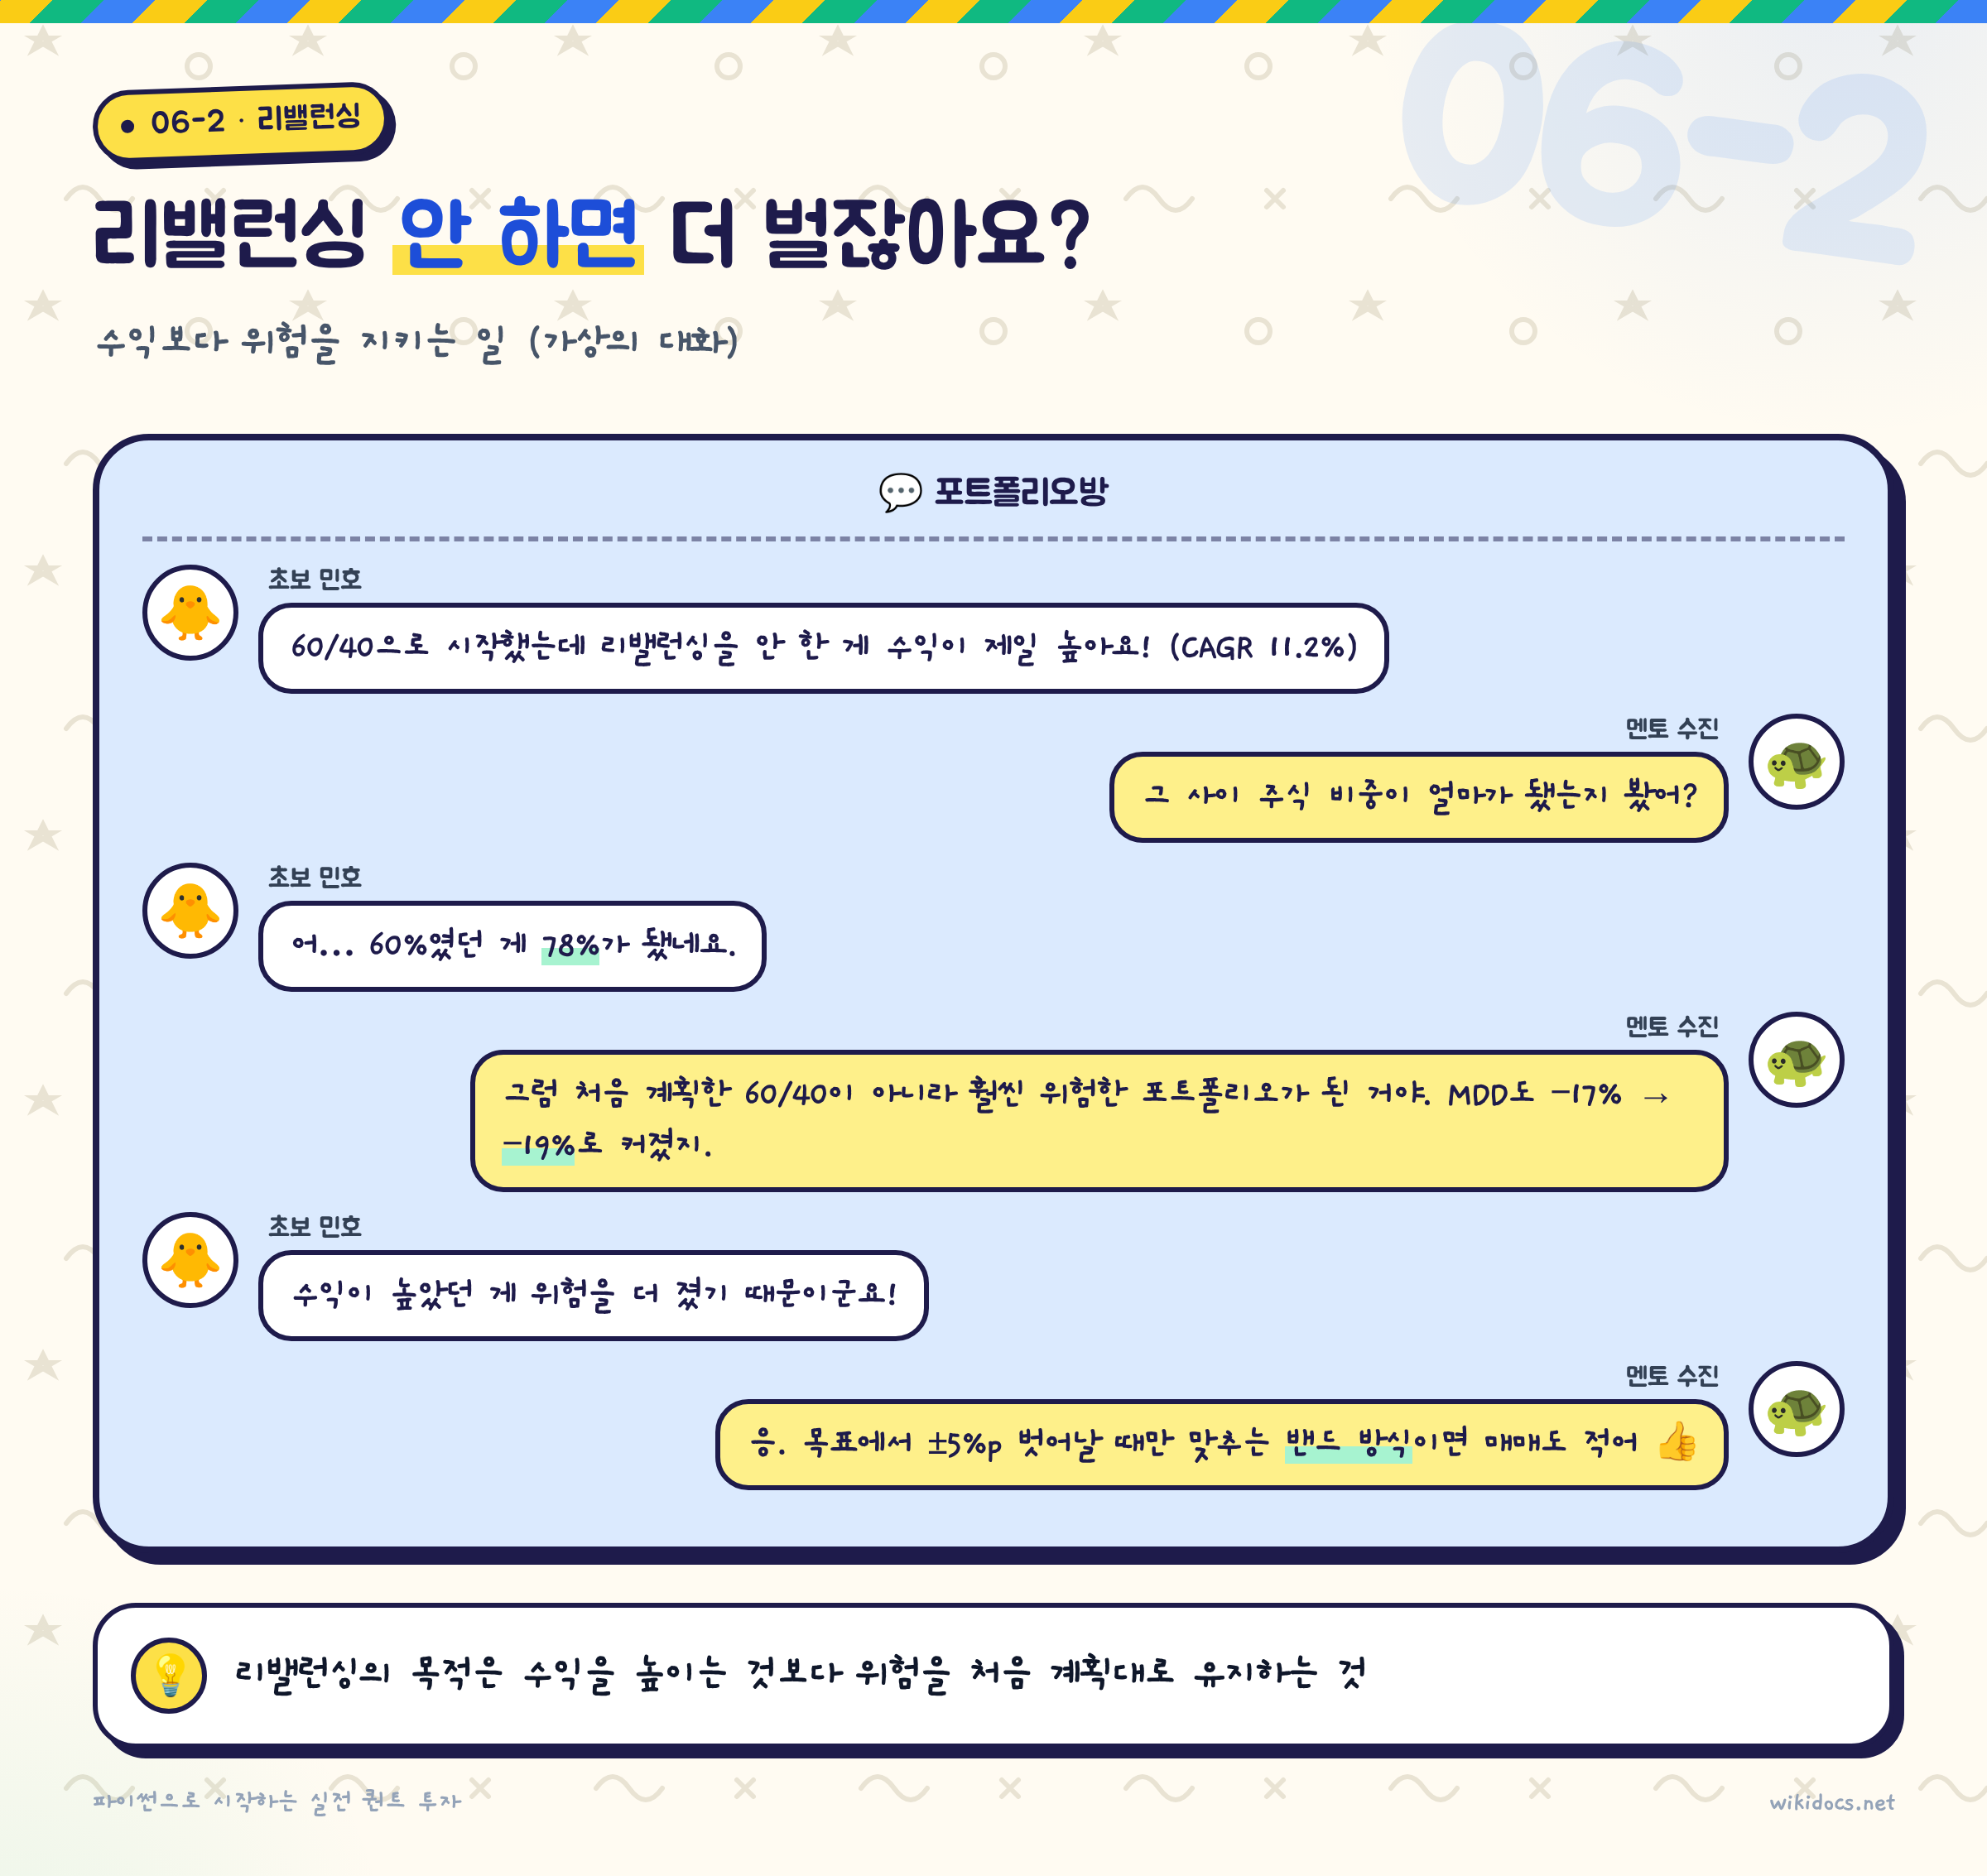 06-2
06-2 · 리밸런싱
리밸런싱 안 하면 더 벌잖아요?
수익보다 위험을 지키는 일 (가상의 대화)
💬 포트폴리오방
초보 민호
60/40으로 시작했는데 리밸런싱을 안 한 게 수익이 제일 높아요! (CAGR 11.2%)
멘토 수진
그 사이 주식 비중이 얼마가 됐는지 봤어?
초보 민호
어... 60%였던 게 78%가 됐네요.
멘토 수진
그럼 처음 계획한 60/40이 아니라 훨씬 위험한 포트폴리오가 된 거야. MDD도 −17% →
−19%로 커졌지.
초보 민호
수익이 높았던 게 위험을 더 졌기 때문이군요!
멘토 수진
응. 목표에서 ±5%p 벗어날 때만 맞추는 밴드 방식이면 매매도 적어 👍
리밸런싱의 목적은 수익을 높이는 것보다 위험을 처음 계획대로 유지하는 것
파이썬으로 시작하는 실전 퀀트 투자
wikidocs.net